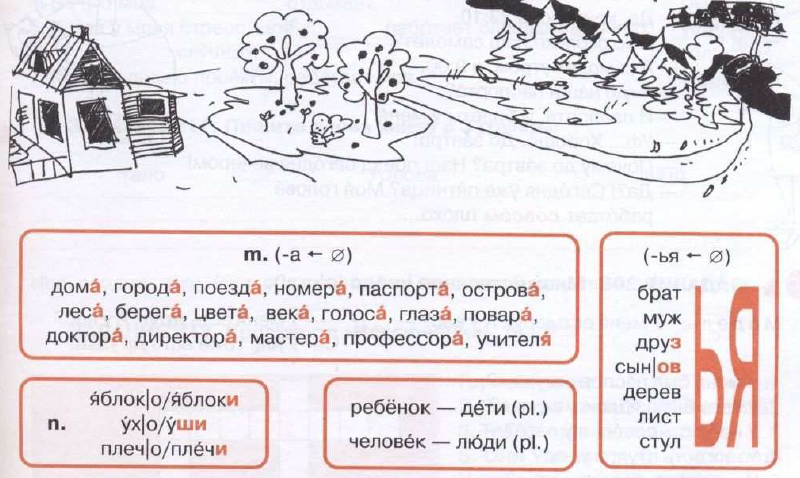 m. (-а ← ∅)
дома́, города́, поезда́, номера́, паспорта́, острова́,
леса́, берега́, цвета́, века́, голоса́, глаза́, повара́,
доктора́, директора́, мастера́, профессора́, учителя́
n.
я́блок|о/я́блоки
у́х|о/у́ши
плеч|о́/пле́чи
ребёнок — де́ти (pl.)
челове́к — лю́ди (pl.)
(-ья ← ∅)
брат
муж
друз
сын|ов
дерев
лист
стул
ЬЯ